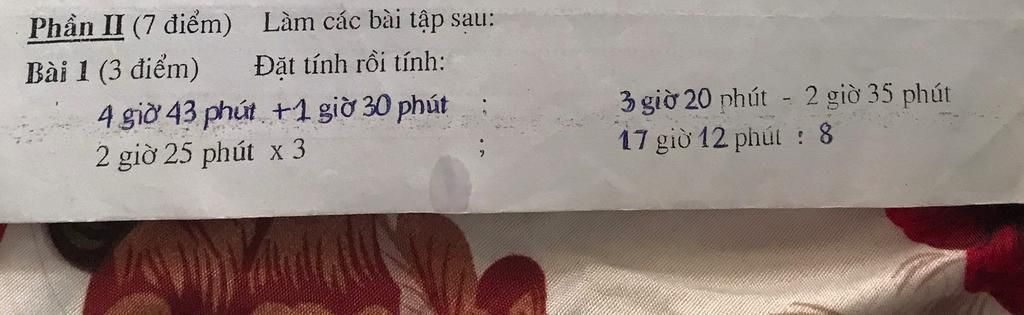 Phần II (7 điểm) Làm các bài tập sau:
Bài 1 (3 điểm) Đặt tính rồi tính:
4 giờ 43 phút +1 giờ 30 phút ; 3 giờ 20 phút - 2 giờ 35 phút
2 giờ 25 phút x 3 ; 17 giờ 12 phút : 8